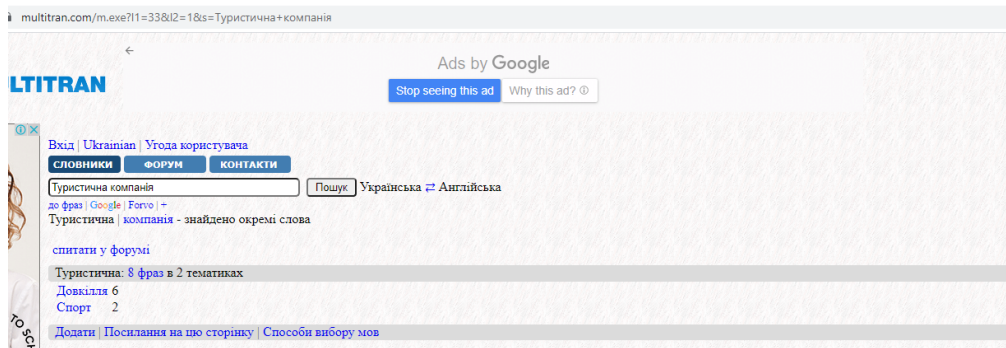 multitran.com/m.exe?l1=33&l2=1&s=Туристична+компанія
←
Ads by Google
Stop seeing this ad Why this ad?
LTITRAN
Вхід | Ukrainian | Угода користувача
СЛОВНИКИ ФОРУМ КОНТАКТИ
Туристична компанія Пошук Українська ⇄ Англійська
до фраз | Google | Forvo | +
Туристична | компанія - знайдено окремі слова
спитати у форумі
Туристична: 8 фраз в 2 тематиках
Довкілля 6
Спорт 2
TO SCH
Додати | Посилання на цю сторінку | Способи вибору мов